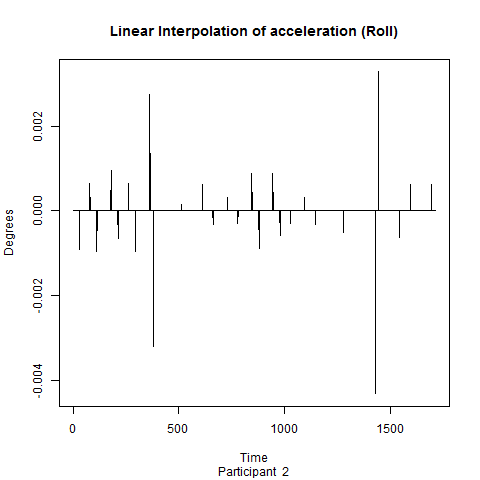 Linear Interpolation of acceleration (Roll)
Degrees
0.002
0.000
-0.002
-0.004
0 500 1000 1500
Time
Participant 2